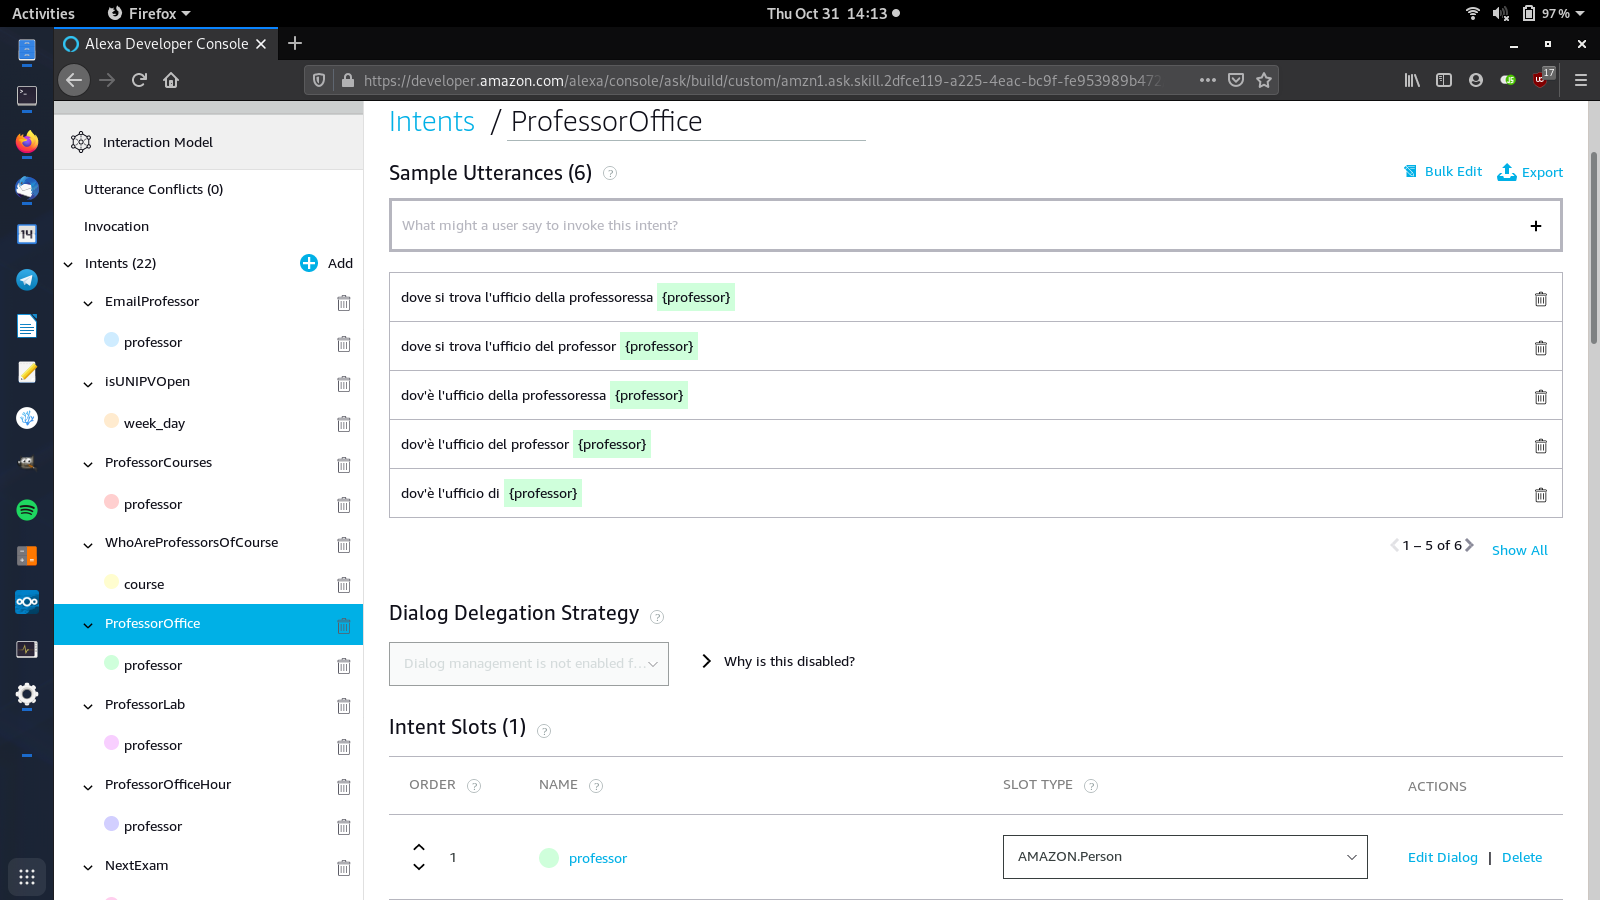 Activities
Firefox
Thu Oct 31 14:13
97%
Alexa Developer Console
https://developer.amazon.com/alexa/console/ask/build/custom/amzn1.ask.skill.2dfce119-a225-4eac-bc9f-fe953989b472
17
14
Interaction Model
Utterance Conflicts (0)
Invocation
Intents (22)
Add
EmailProfessor
professor
isUNIPVOpen
week_day
ProfessorCourses
professor
WhoAreProfessorsOfCourse
course
ProfessorOffice
professor
ProfessorLab
professor
ProfessorOfficeHour
professor
NextExam
Intents / ProfessorOffice
Sample Utterances (6) ?
Bulk Edit
Export
What might a user say to invoke this intent?
dove si trova l'ufficio della professoressa {professor}
dove si trova l'ufficio del professor {professor}
dov'è l'ufficio della professoressa {professor}
dov'è l'ufficio del professor {professor}
dov'è l'ufficio di {professor}
1 – 5 of 6
Show All
Dialog Delegation Strategy ?
Dialog management is not enabled f...
Why is this disabled?
Intent Slots (1) ?
ORDER ? NAME ? SLOT TYPE ? ACTIONS
1 professor AMAZON.Person Edit Dialog | Delete